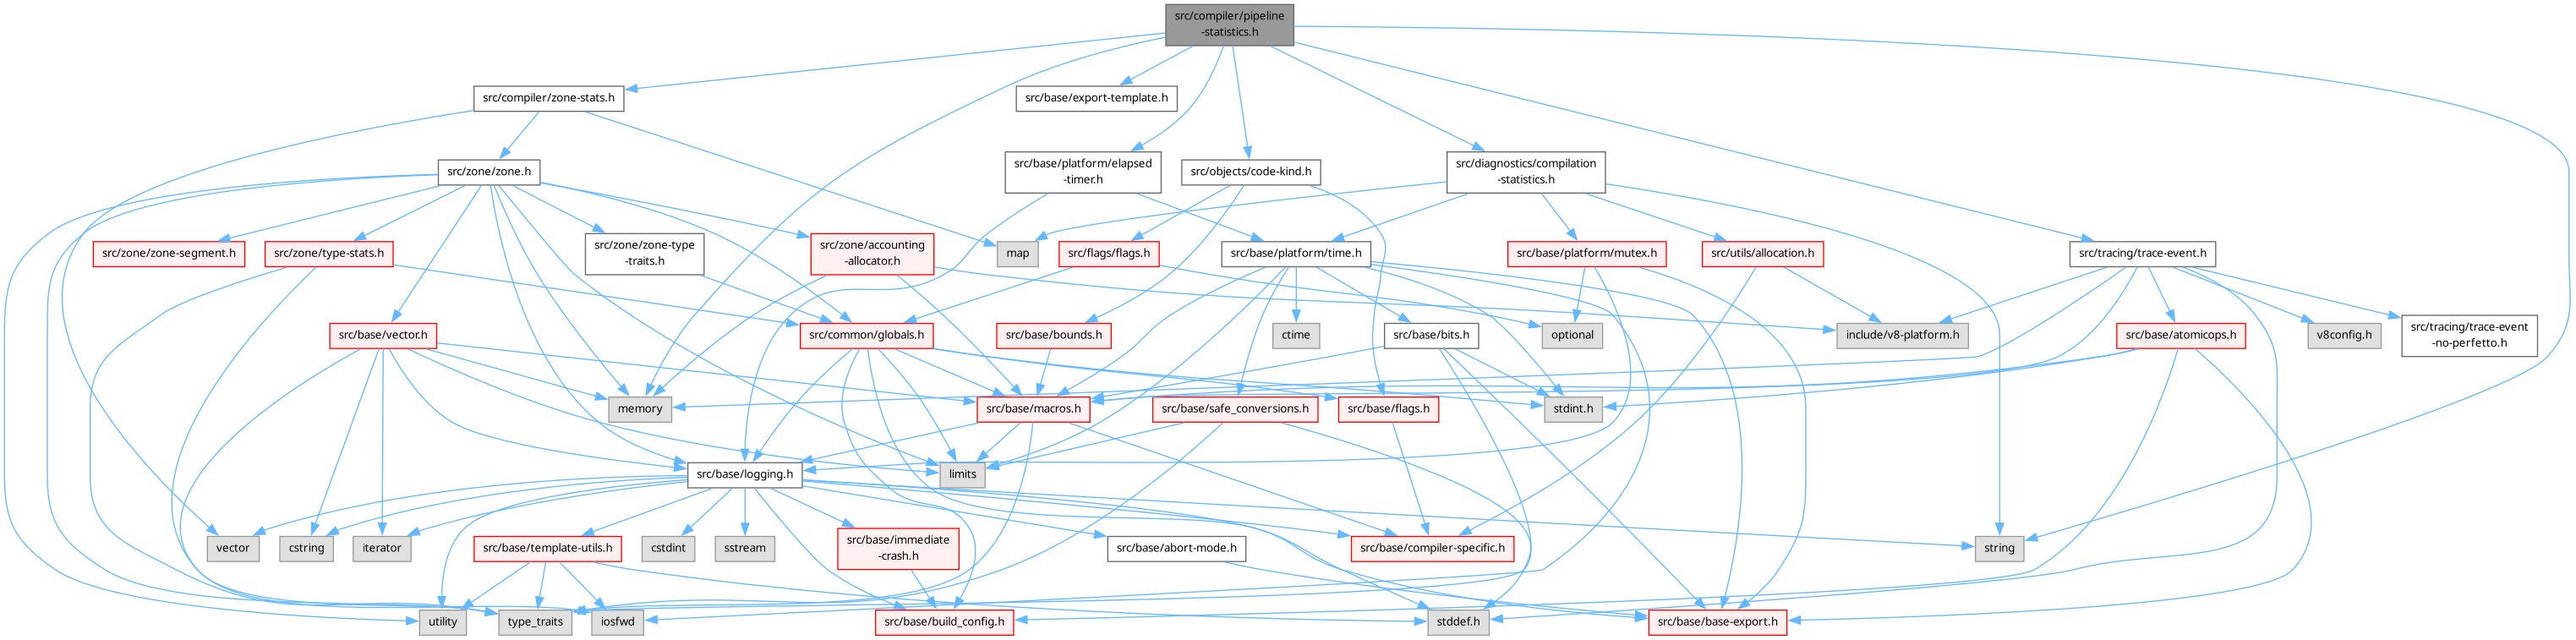 src/compiler/pipeline
-statistics.h
src/compiler/zone-stats.h
src/base/export-template.h
src/zone/zone.h
src/base/platform/elapsed
-timer.h
src/objects/code-kind.h
src/diagnostics/compilation
-statistics.h
src/zone/zone-segment.h
src/zone/type-stats.h
src/zone/zone-type
-traits.h
src/zone/accounting
-allocator.h
map
src/flags/flags.h
src/base/platform/time.h
src/base/platform/mutex.h
src/utils/allocation.h
src/tracing/trace-event.h
src/base/vector.h
src/common/globals.h
src/base/bounds.h
ctime
src/base/bits.h
optional
include/v8-platform.h
src/base/atomicops.h
v8config.h
src/tracing/trace-event
-no-perfetto.h
memory
src/base/macros.h
src/base/safe_conversions.h
src/base/flags.h
stdint.h
src/base/logging.h
limits
vector
cstring
iterator
src/base/template-utils.h
cstdint
sstream
src/base/immediate
-crash.h
src/base/abort-mode.h
src/base/compiler-specific.h
string
utility
type_traits
iosfwd
src/base/build_config.h
stddef.h
src/base/base-export.h